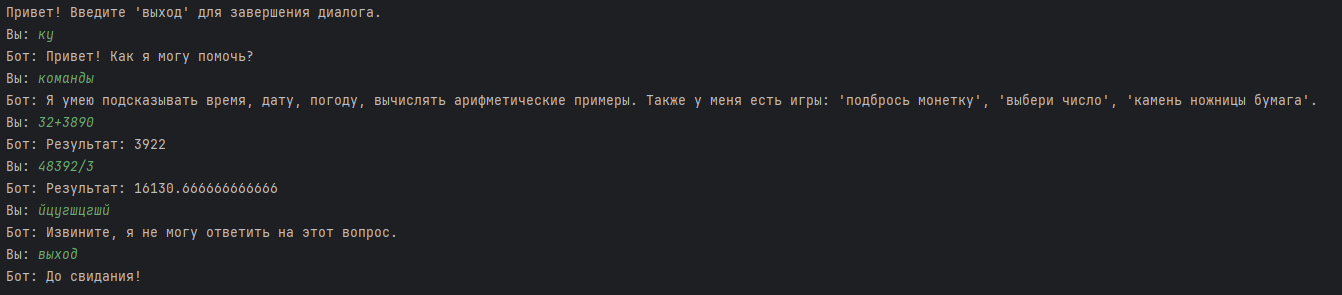 Привет! Введите 'выход' для завершения диалога.
Вы: ку
Бот: Привет! Как я могу помочь?
Вы: команды
Бот: Я умею подсказывать время, дату, погоду, вычислять арифметические примеры. Также у меня есть игры: 'подбрось монетку', 'выбери число', 'камень ножницы бумага'.
Вы: 32+3890
Бот: Результат: 3922
Вы: 48392/3
Бот: Результат: 16130.666666666666
Вы: йцугшцгшй
Бот: Извините, я не могу ответить на этот вопрос.
Вы: выход
Бот: До свидания!